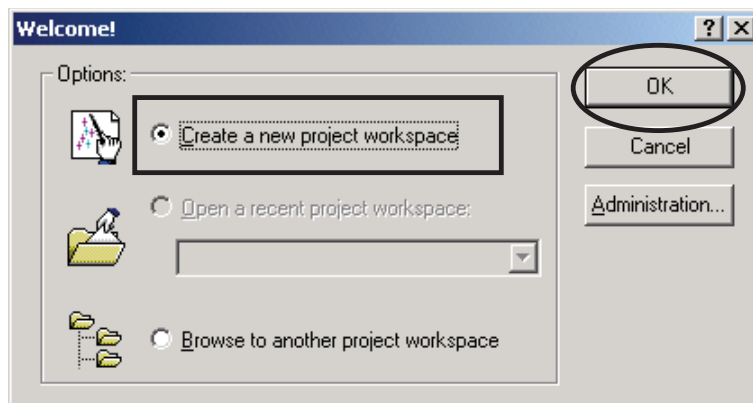 Welcome!
Options:
Create a new project workspace
Open a recent project workspace:
Browse to another project workspace
OK
Cancel
Administration...